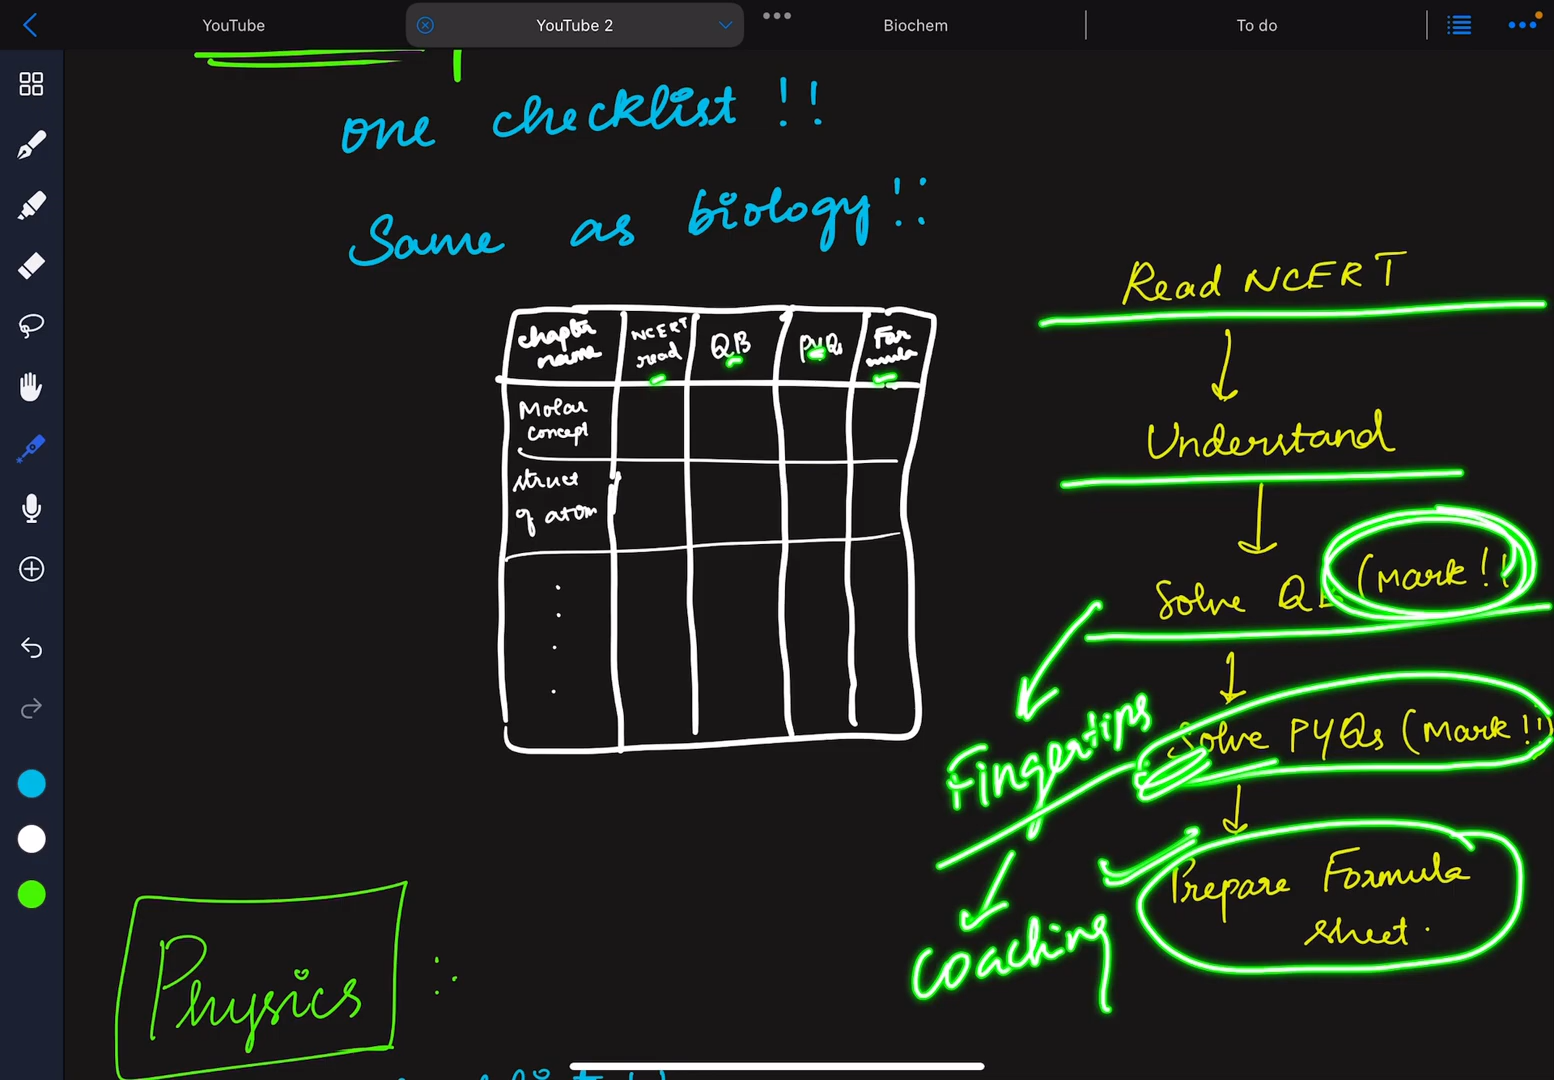 YouTube
YouTube 2
Biochem
To do
one checklist !!
Same as biology !!
chapter name
NCERT read
QB
PYQs
Formula
Molar concept
struct of atom
Read NCERT
Understand
Solve QB (Mark !!)
Solve PYQs (Mark !!)
Prepare Formula
sheet.
Fingertips
Coaching
Physics :